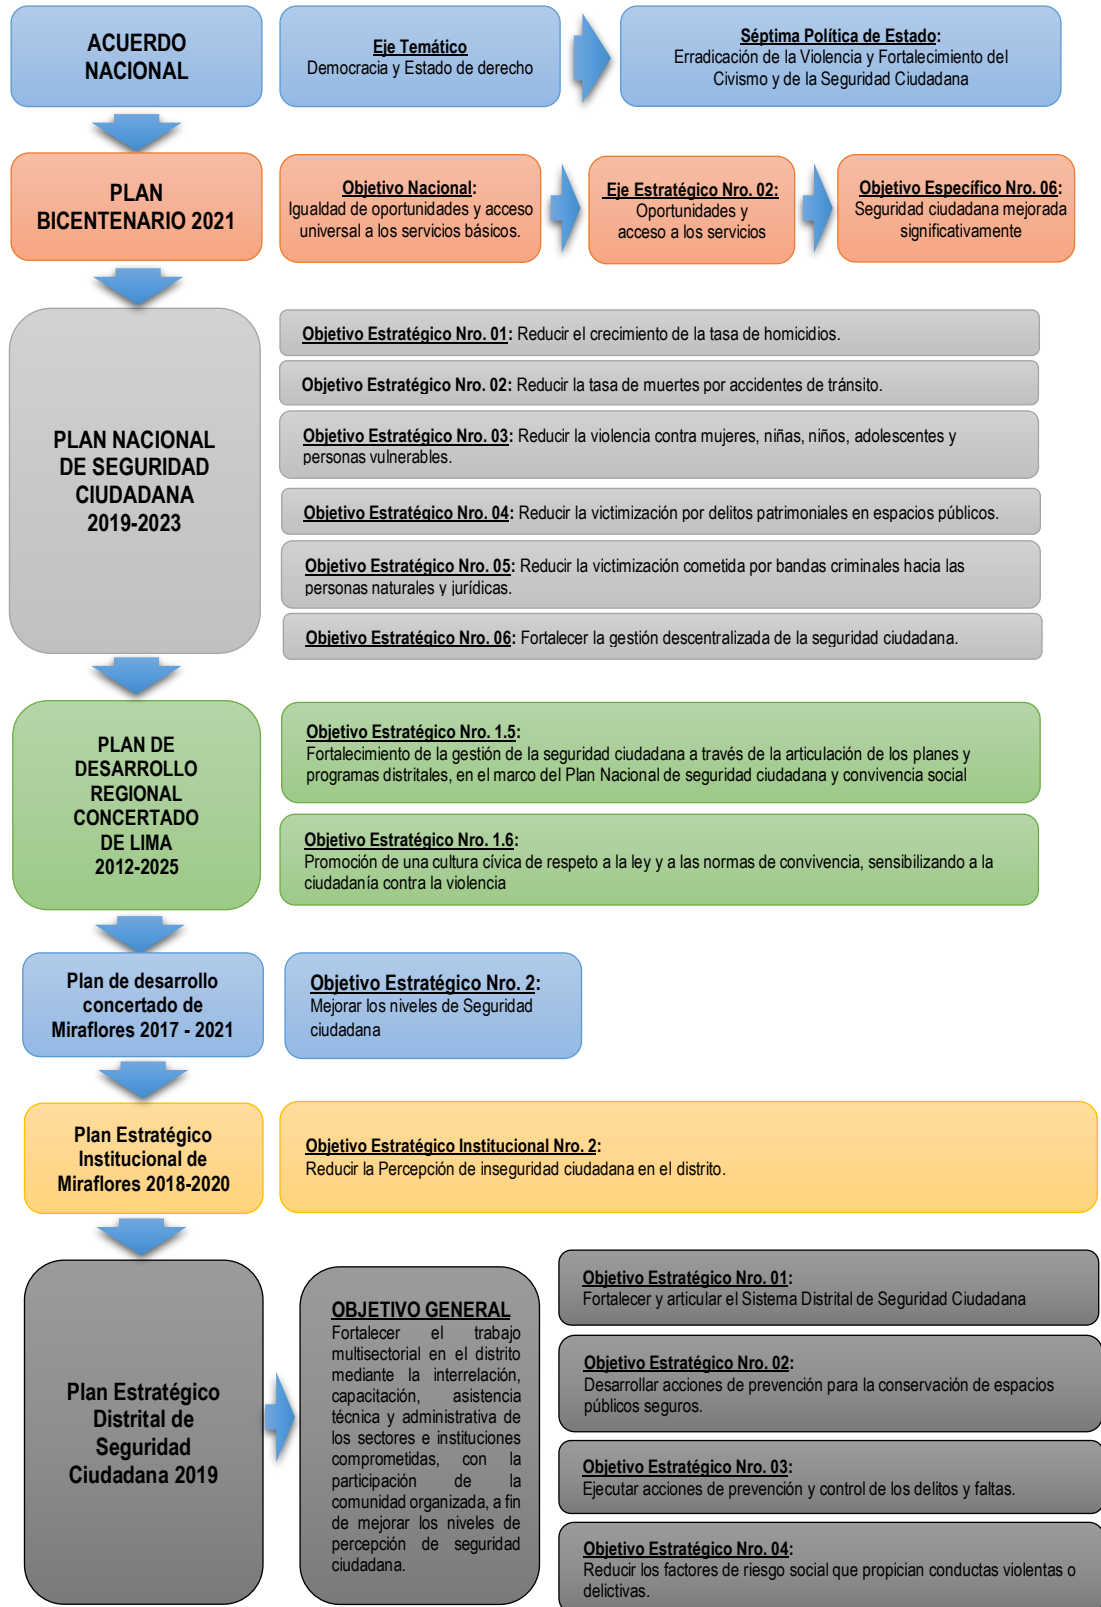 ACUERDO
NACIONAL
Eje Temático
Democracia y Estado de derecho
Séptima Política de Estado:
Erradicación de la Violencia y Fortalecimiento del
Civismo y de la Seguridad Ciudadana
PLAN
BICENTENARIO 2021
Objetivo Nacional:
Igualdad de oportunidades y acceso
universal a los servicios básicos.
Eje Estratégico Nro. 02:
Oportunidades y
acceso a los servicios
Objetivo Específico Nro. 06:
Seguridad ciudadana mejorada
significativamente
PLAN NACIONAL
DE SEGURIDAD
CIUDADANA
2019-2023
Objetivo Estratégico Nro. 01: Reducir el crecimiento de la tasa de homicidios.
Objetivo Estratégico Nro. 02: Reducir la tasa de muertes por accidentes de tránsito.
Objetivo Estratégico Nro. 03: Reducir la violencia contra mujeres, niñas, niños, adolescentes y
personas vulnerables.
Objetivo Estratégico Nro. 04: Reducir la victimización por delitos patrimoniales en espacios públicos.
Objetivo Estratégico Nro. 05: Reducir la victimización cometida por bandas criminales hacia las
personas naturales y jurídicas.
Objetivo Estratégico Nro. 06: Fortalecer la gestión descentralizada de la seguridad ciudadana.
PLAN DE
DESARROLLO
REGIONAL
CONCERTADO
DE LIMA
2012-2025
Objetivo Estratégico Nro. 1.5:
Fortalecimiento de la gestión de la seguridad ciudadana a través de la articulación de los planes y
programas distritales, en el marco del Plan Nacional de seguridad ciudadana y convivencia social
Objetivo Estratégico Nro. 1.6:
Promoción de una cultura cívica de respeto a la ley y a las normas de convivencia, sensibilizando a la
ciudadanía contra la violencia
Plan de desarrollo
concertado de
Miraflores 2017 - 2021
Objetivo Estratégico Nro. 2:
Mejorar los niveles de Seguridad
ciudadana
Plan Estratégico
Institucional de
Miraflores 2018-2020
Objetivo Estratégico Institucional Nro. 2:
Reducir la Percepción de inseguridad ciudadana en el distrito.
Plan Estratégico
Distrital de
Seguridad
Ciudadana 2019
OBJETIVO GENERAL
Fortalecer el trabajo
multisectorial en el distrito
mediante la interrelación,
capacitación, asistencia
técnica y administrativa de
los sectores e instituciones
comprometidas, con la
participación de la
comunidad organizada, a fin
de mejorar los niveles de
percepción de seguridad
ciudadana.
Objetivo Estratégico Nro. 01:
Fortalecer y articular el Sistema Distrital de Seguridad Ciudadana
Objetivo Estratégico Nro. 02:
Desarrollar acciones de prevención para la conservación de espacios
públicos seguros.
Objetivo Estratégico Nro. 03:
Ejecutar acciones de prevención y control de los delitos y faltas.
Objetivo Estratégico Nro. 04:
Reducir los factores de riesgo social que propician conductas violentas o
delictivas.